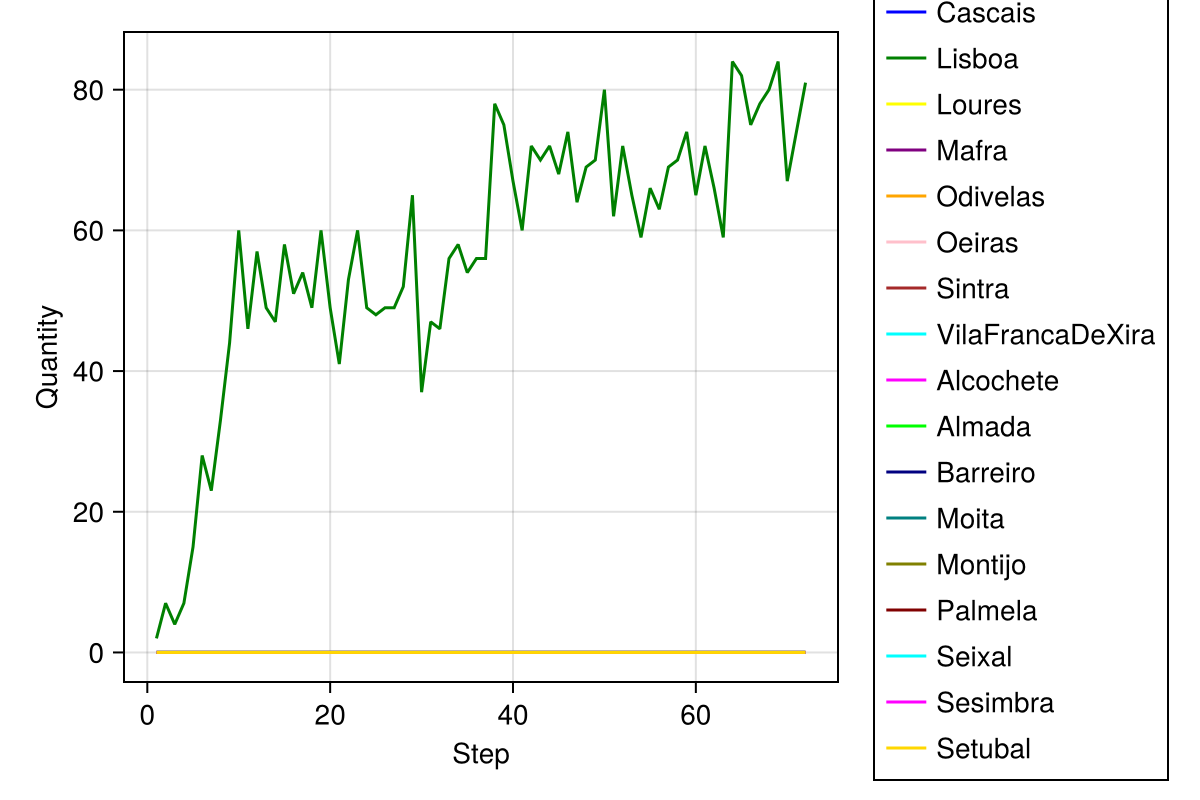 Cascais
Lisboa
Loures
Mafra
Odivelas
Oeiras
Sintra
VilaFrancaDeXira
Alcochete
Almada
Barreiro
Moita
Montijo
Palmela
Seixal
Sesimbra
Setubal
80
60
40
20
0
Quantity
0 20 40 60
Step